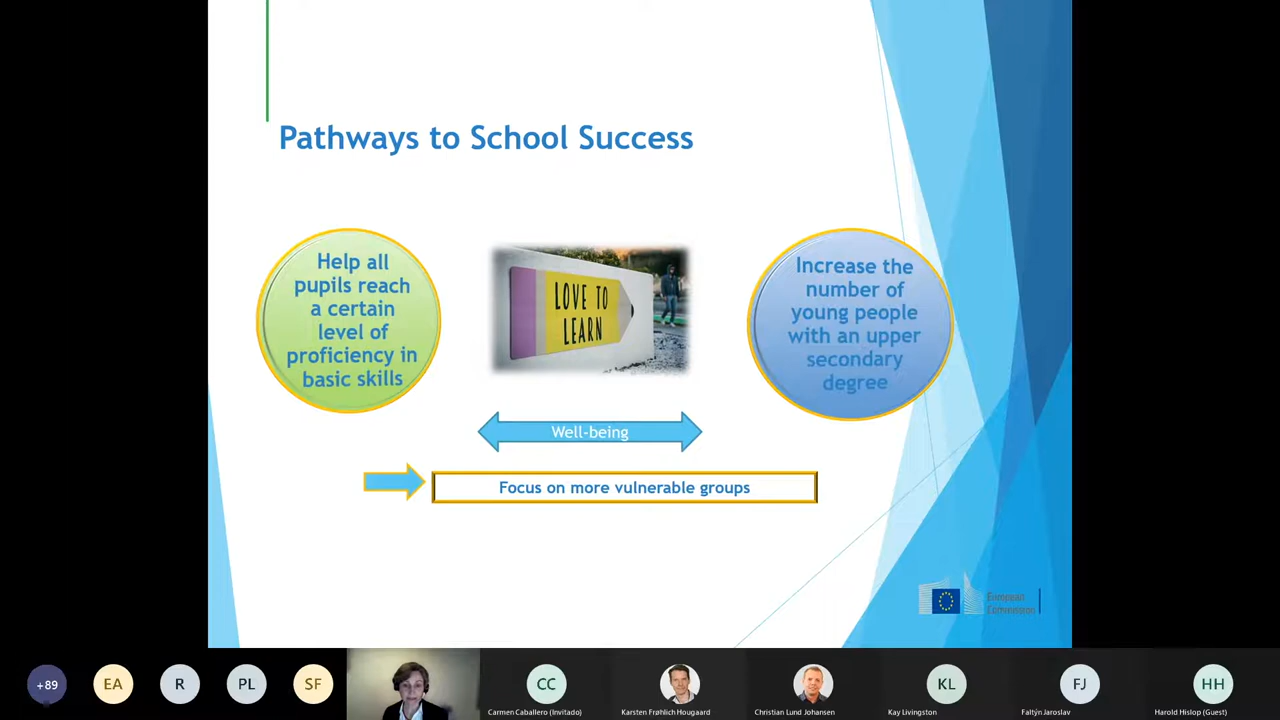 Pathways to School Success
Help all
pupils reach
a certain
level of
proficiency in
basic skills
LOVE TO
LEARN
Increase the
number of
young people
with an upper
secondary
degree
Well-being
Focus on more vulnerable groups
European
Commission
+89
EA
R
PL
SF
CC
KL
FJ
HH
Carmen Caballero (Invitado)
Karsten Frøhlich Hougaard
Christian Lund Johansen
Kay Livingston
Faltýn Jaroslav
Harold Hislop (Guest)